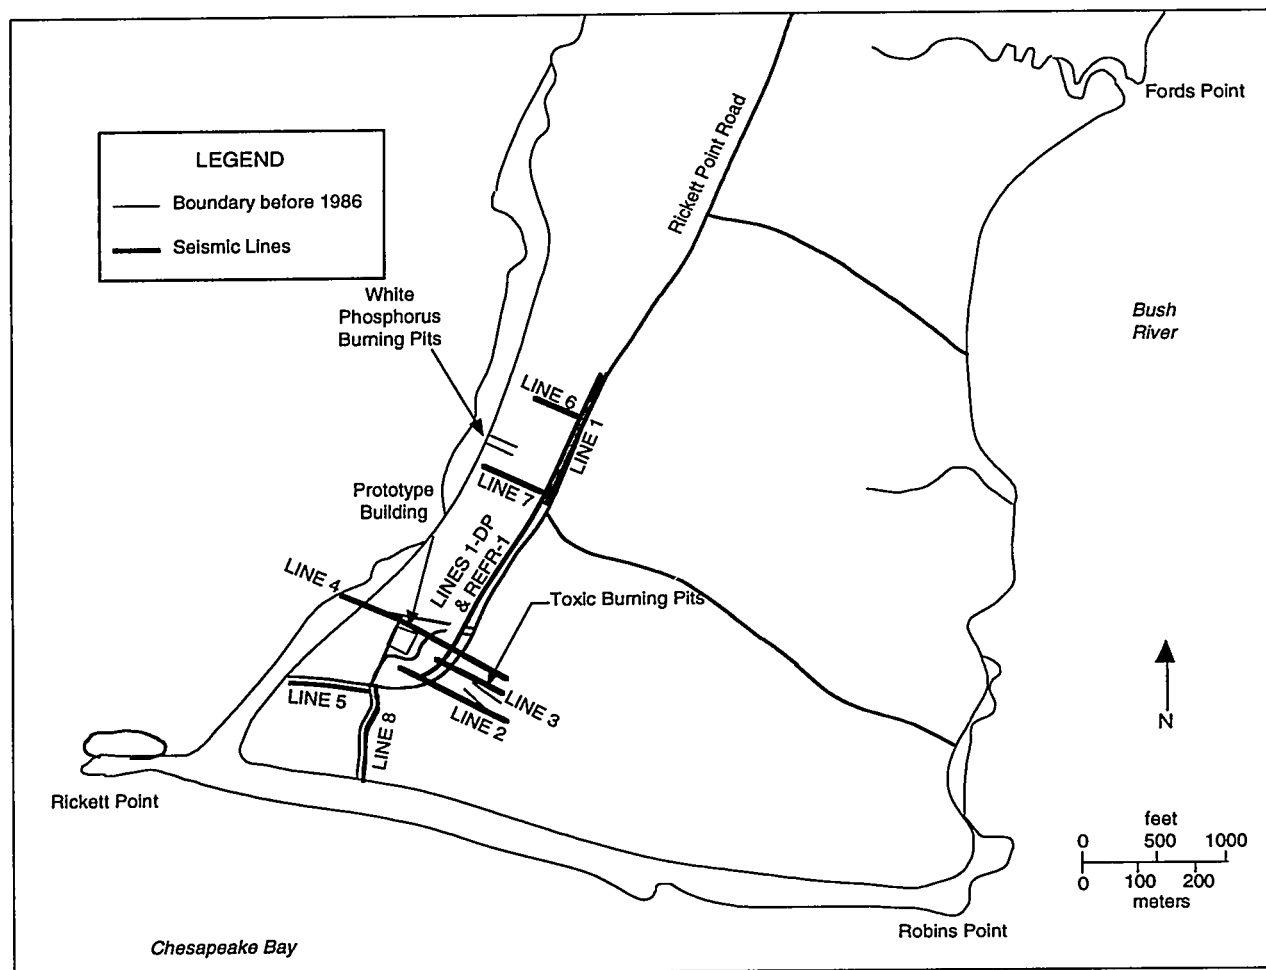 Fords Point
LEGEND
Boundary before 1986
Seismic Lines
Rickett Point Road
White
Phosphorus
Burning Pits
Bush
River
LINE 6
LINE 1
LINE 7
Prototype
Building
LINES 1-DP
& REFR-1
LINE 4
Toxic Burning Pits
LINE 5
LINE 3
LINE 2
LINE 8
N
Rickett Point
feet
0 500 1000
0 100 200
meters
Robins Point
Chesapeake Bay